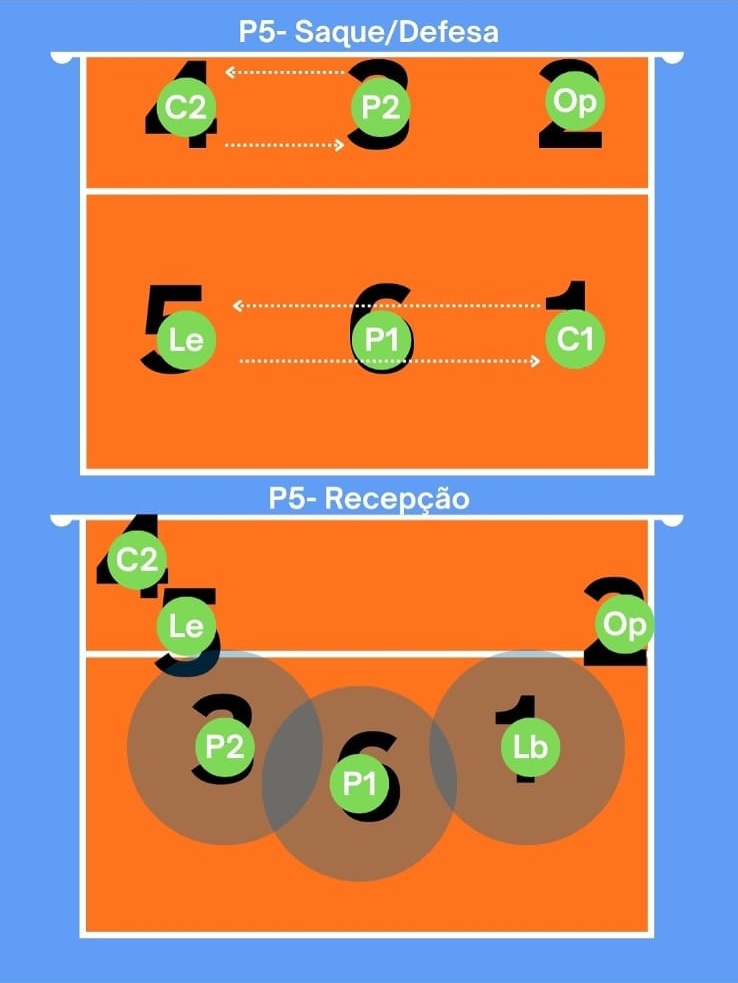 P5- Saque/Defesa
4 3 2
C2 P2 Op
5 6 1
Le P1 C1
P5- Recepção
4
C2
5 2
Le Op
3 6 1
P2 P1 Lb